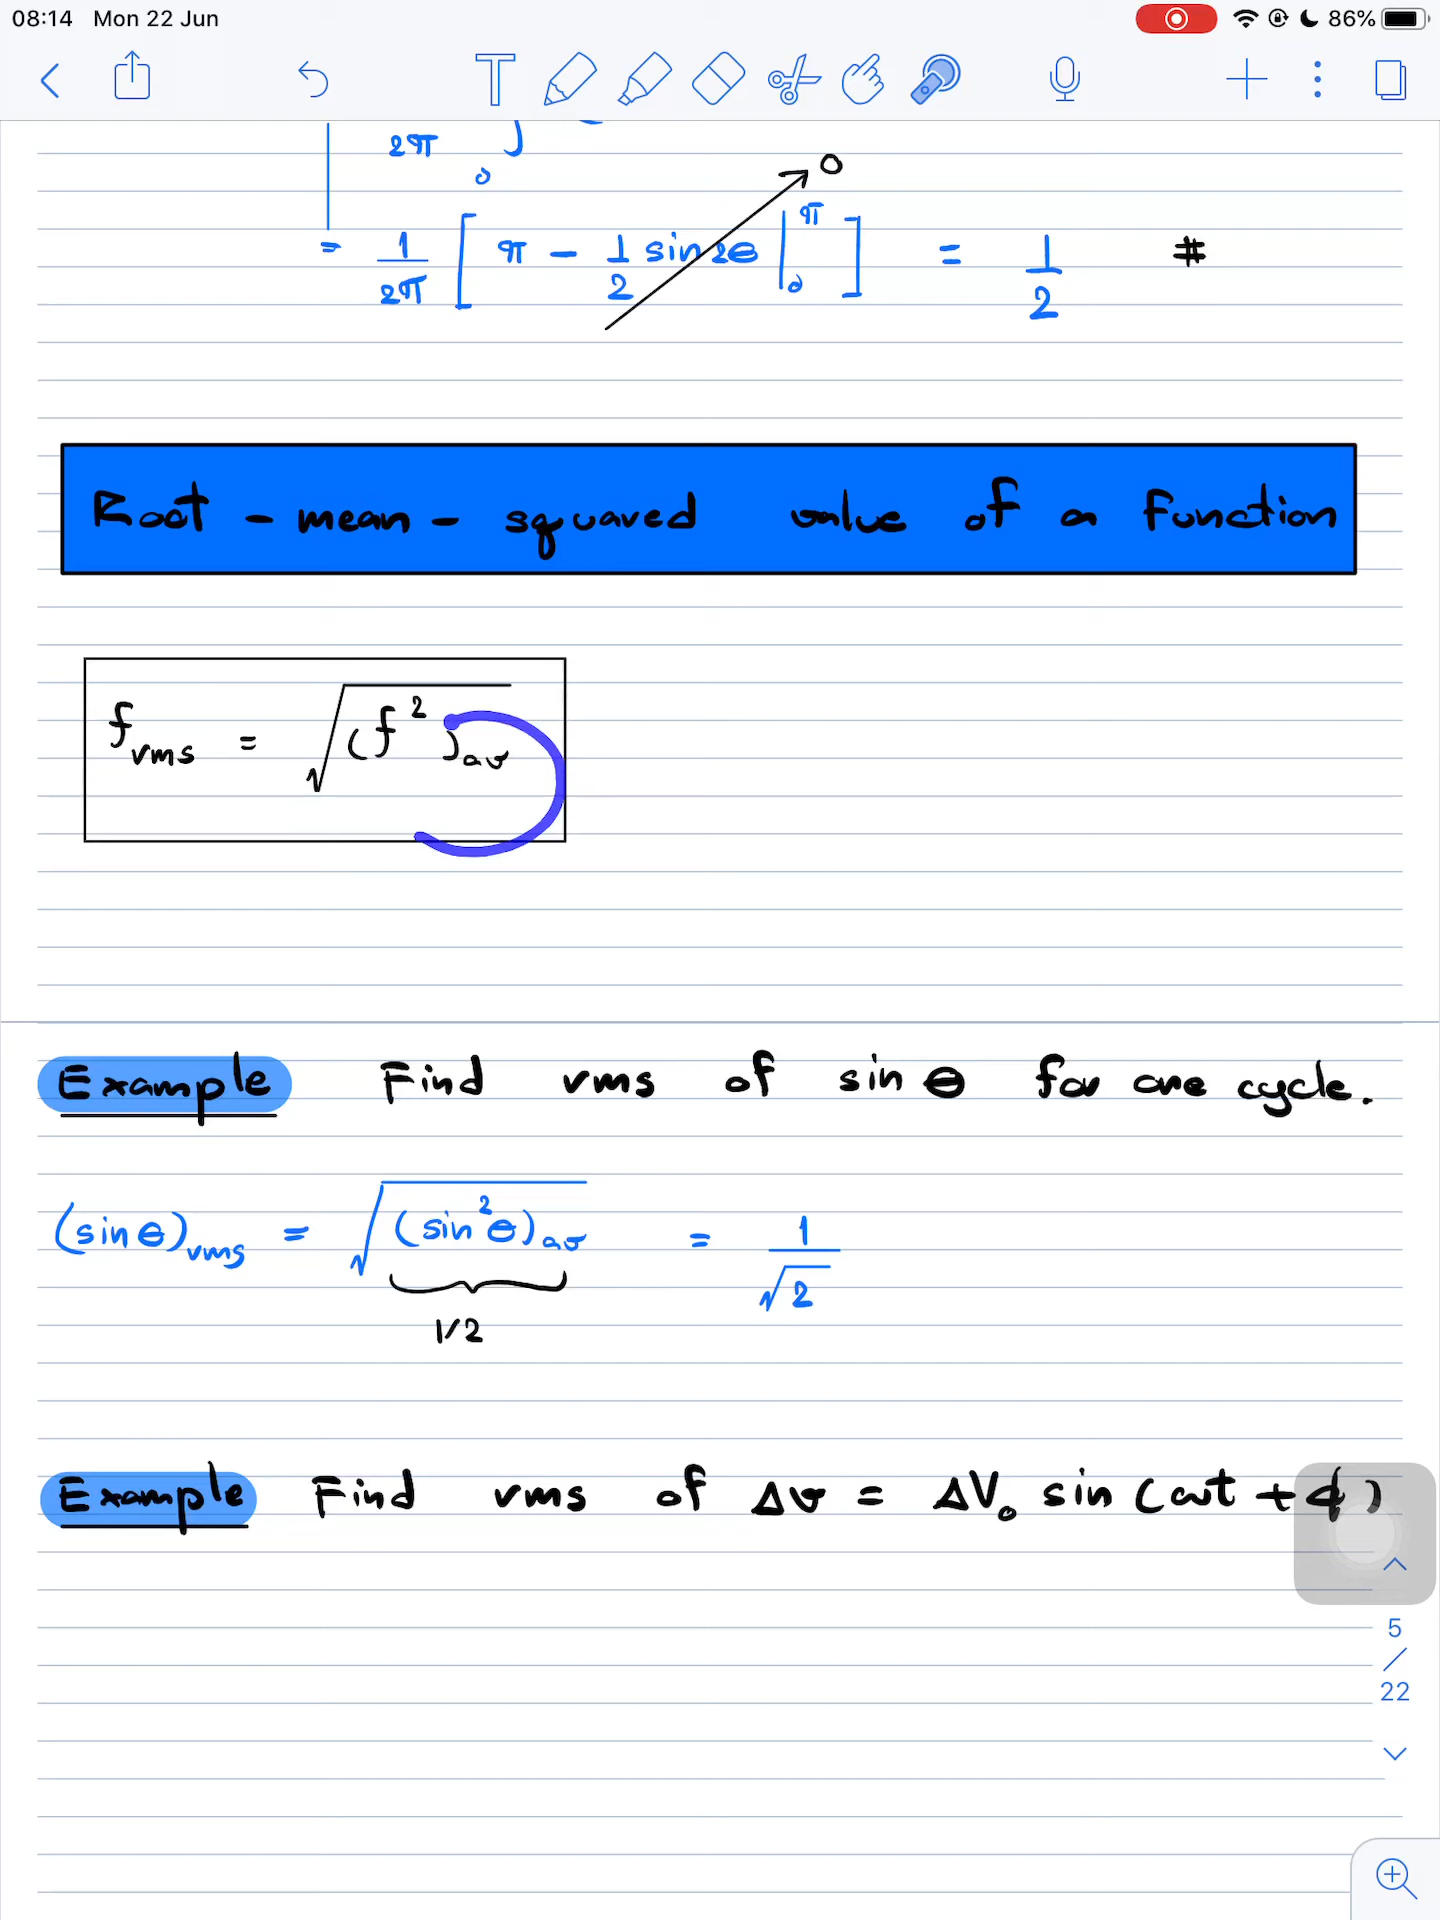 08:14 Mon 22 Jun 86%
2π 0
0
= 1/2π [ π - 1/2 sin 2θ |₀^π ] = 1/2 #
Root - mean - squared value of a function
f_rms = √(f²)_av
Example Find rms of sin θ for one cycle.
(sin θ)_rms = √(sin²θ)_av = 1/√2
1/2
Example Find rms of Δv = ΔV₀ sin (ωt + ϕ)
5
/
22